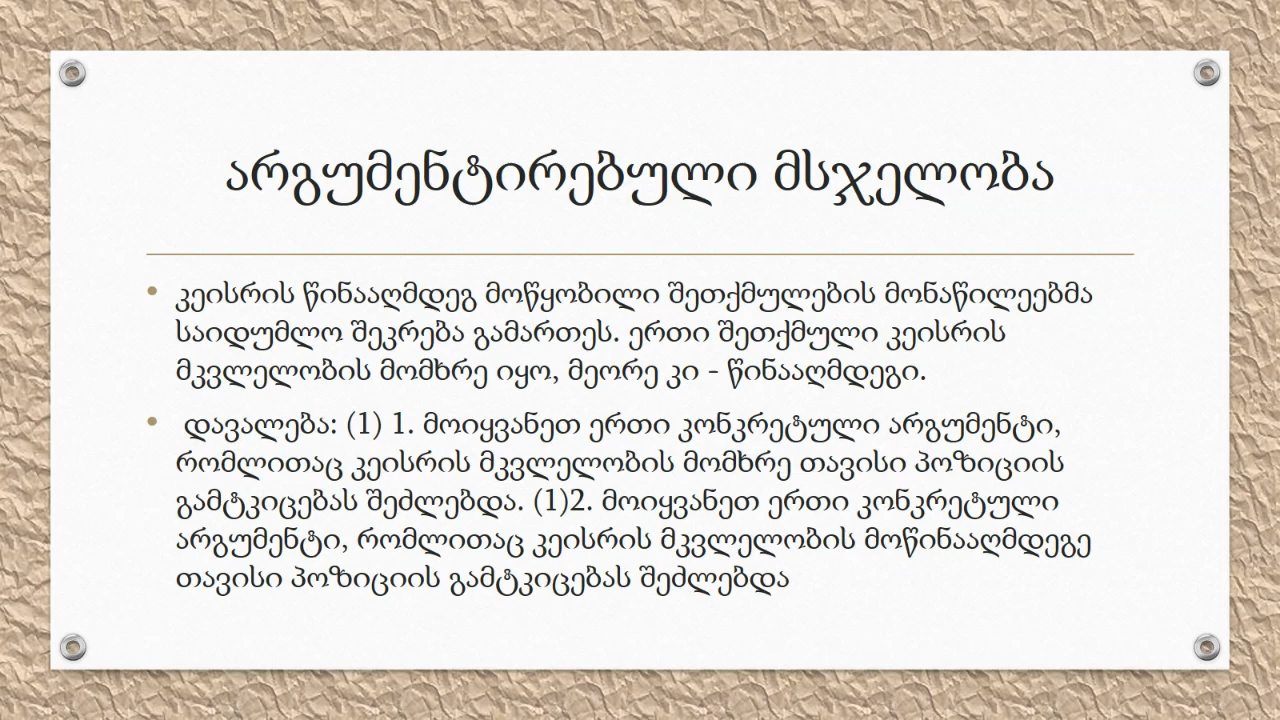 არგუმენტირებული მსჯელობა
• კეისრის წინააღმდეგ მოწყობილი შეთქმულების მონაწილეებმა
საიდუმლო შეკრება გამართეს. ერთი შეთქმული კეისრის
მკვლელობის მომხრე იყო, მეორე კი - წინააღმდეგი.
• დავალება: (1) 1. მოიყვანეთ ერთი კონკრეტული არგუმენტი,
რომლითაც კეისრის მკვლელობის მომხრე თავისი პოზიციის
გამტკიცებას შეძლებდა. (1)2. მოიყვანეთ ერთი კონკრეტული
არგუმენტი, რომლითაც კეისრის მკვლელობის მოწინააღმდეგე
თავისი პოზიციის გამტკიცებას შეძლებდა